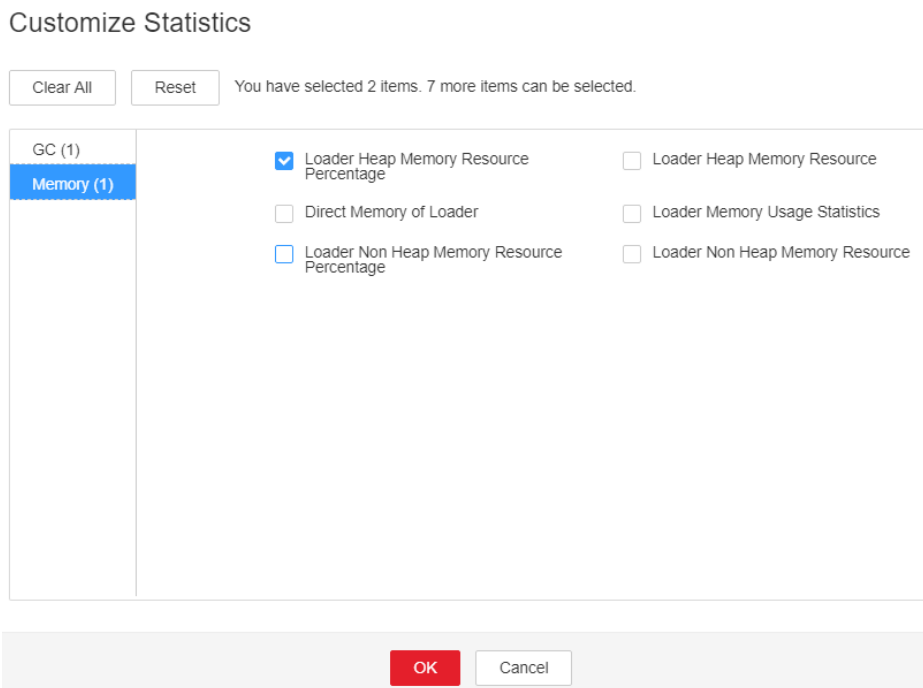 Customize Statistics
Clear All
Reset
You have selected 2 items. 7 more items can be selected.
GC (1)
Memory (1)
Loader Heap Memory Resource
Percentage
Loader Heap Memory Resource
Direct Memory of Loader
Loader Memory Usage Statistics
Loader Non Heap Memory Resource
Percentage
Loader Non Heap Memory Resource
OK
Cancel